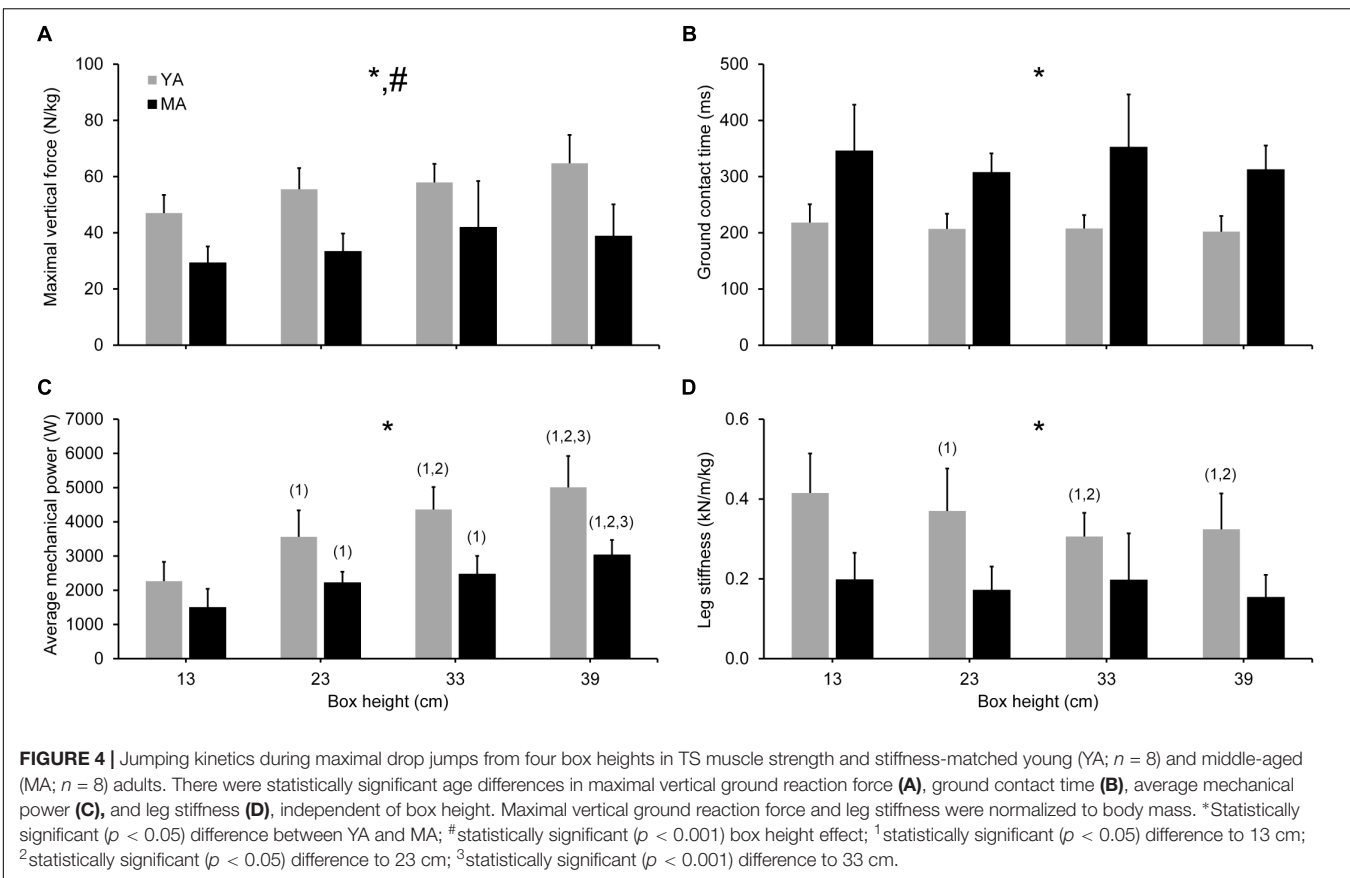 A
Maximal vertical force (N/kg)
100
80
60
40
20
0
YA
MA
*,#
13 23 33 39
B
Ground contact time (ms)
500
400
300
200
100
0
*
13 23 33 39
C
Average mechanical power (W)
7000
6000
5000
4000
3000
2000
1000
0
*
(1)
(1)
(1,2)
(1)
(1,2,3)
(1,2,3)
13 23 33 39
Box height (cm)
D
Leg stiffness (kN/m/kg)
0.6
0.4
0.2
0.0
*
(1)
(1,2)
(1,2)
13 23 33 39
Box height (cm)
FIGURE 4 | Jumping kinetics during maximal drop jumps from four box heights in TS muscle strength and stiffness-matched young (YA; n = 8) and middle-aged
(MA; n = 8) adults. There were statistically significant age differences in maximal vertical ground reaction force (A), ground contact time (B), average mechanical
power (C), and leg stiffness (D), independent of box height. Maximal vertical ground reaction force and leg stiffness were normalized to body mass. *Statistically
significant (p < 0.05) difference between YA and MA; #statistically significant (p < 0.001) box height effect; 1statistically significant (p < 0.05) difference to 13 cm;
2statistically significant (p < 0.05) difference to 23 cm; 3statistically significant (p < 0.001) difference to 33 cm.